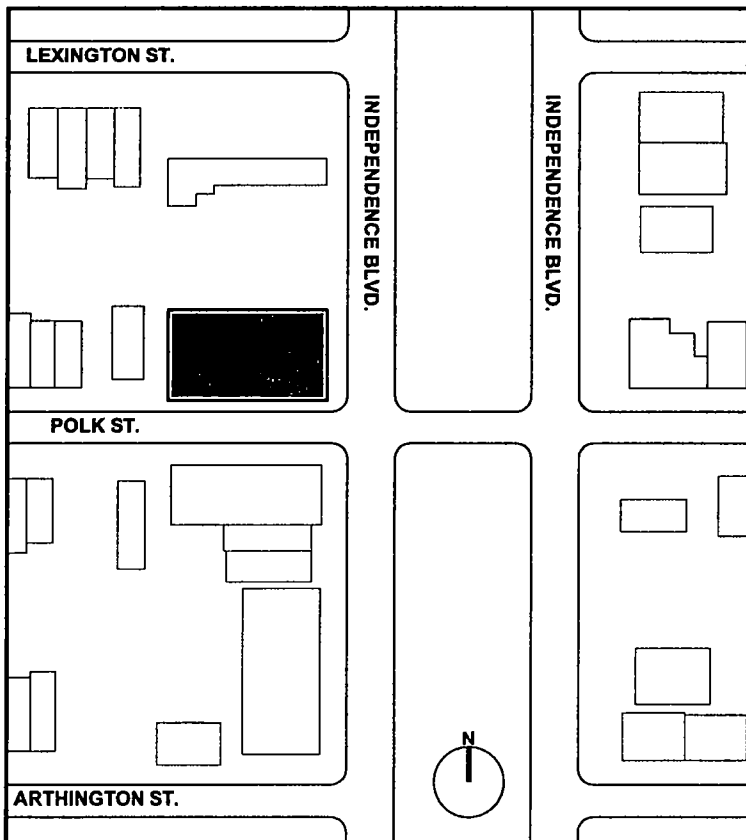 LEXINGTON ST.
INDEPENDENCE BLVD.
INDEPENDENCE BLVD.
POLK ST.
N
ARTHINGTON ST.